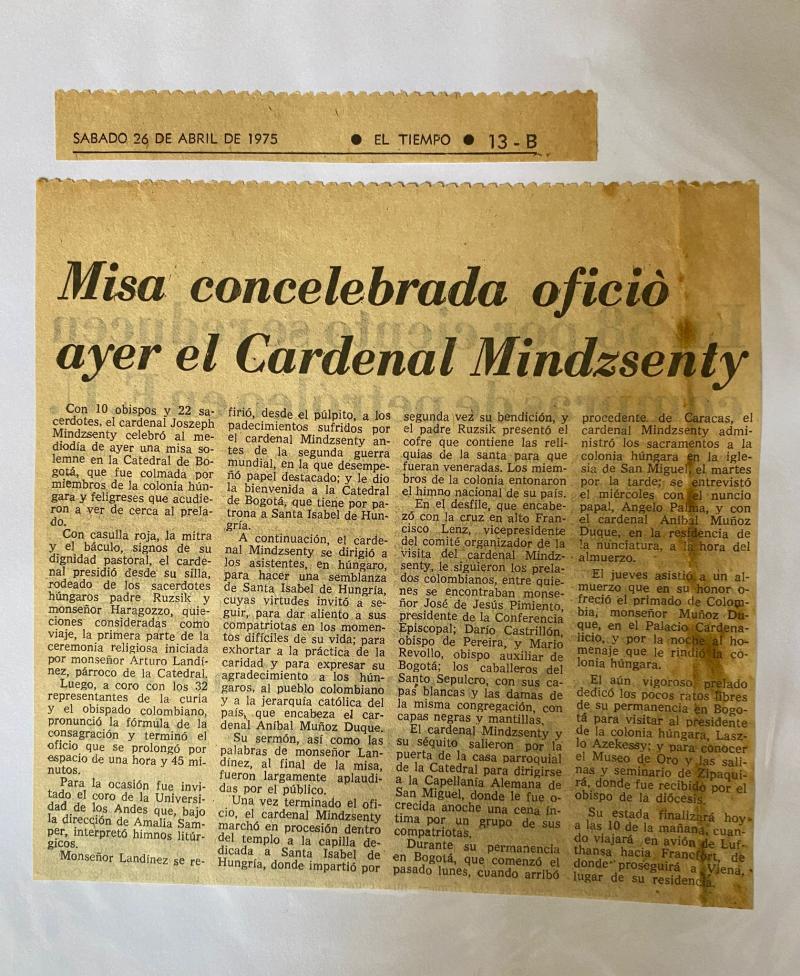 SABADO 26 DE ABRIL DE 1975 ● EL TIEMPO ● 13 - B
Misa concelebrada ofició
ayer el Cardenal Mindzsenty
Con 10 obispos y 22 sa-
cerdotes, el cardenal Joszeph
Mindzsenty celebró al me-
diodía de ayer una misa so-
lemne en la Catedral de Bo-
gotá, que fue colmada por
miembros de la colonia hún-
gara y feligreses que acudie-
ron a ver de cerca al prela-
do.
Con casulla roja, la mitra
y el báculo, signos de su
dignidad pastoral, el carde-
nal presidió desde su silla,
rodeado de los sacerdotes
húngaros padre Ruzsik y
monseñor Haragozzo, quie-
ciones consideradas como
viaje, la primera parte de la
ceremonia religiosa iniciada
por monseñor Arturo Landí-
nez, párroco de la Catedral.
Luego, a coro con los 32
representantes de la curia
y el obispado colombiano,
pronunció la fórmula de la
consagración y terminó el
oficio que se prolongó por
espacio de una hora y 45 mi-
nutos.
Para la ocasión fue invi-
tado el coro de la Universi-
dad de los Andes que, bajo
la dirección de Amalia Sam-
per, interpretó himnos litúr-
gicos.
Monseñor Landínez se re-
firió, desde el púlpito, a los
padecimientos sufridos por
el cardenal Mindzsenty an-
tes de la segunda guerra
mundial, en la que desempe-
ñó papel destacado; y le dio
la bienvenida a la Catedral
de Bogotá, que tiene por pa-
trona a Santa Isabel de Hun-
gría.
A continuación, el carde-
nal Mindzsenty se dirigió a
los asistentes, en húngaro,
para hacer una semblanza
de Santa Isabel de Hungría,
cuyas virtudes invitó a se-
guir, para dar aliento a sus
compatriotas en los momen-
tos difíciles de su vida; para
exhortar a la práctica de la
caridad y para expresar su
agradecimiento a los hún-
garos, al pueblo colombiano
y a la jerarquía católica del
país, que encabeza el car-
denal Aníbal Muñoz Duque.
Su sermón, así como las
palabras de monseñor Lan-
dínez, al final de la misa,
fueron largamente aplaudi-
das por el público.
Una vez terminado el ofi-
cio, el cardenal Mindzsenty
marchó en procesión dentro
del templo a la capilla de-
dicada a Santa Isabel de
Hungría, donde impartió por
segunda vez su bendición, y
el padre Ruzsik presentó el
cofre que contiene las reli-
quias de la santa para que
fueran veneradas. Los miem-
bros de la colonia entonaron
el himno nacional de su país.
En el desfile, que encabe-
zó con la cruz en alto Fran-
cisco Lenz, vicepresidente
del comité organizador de la
visita del cardenal Mindz-
senty, le siguieron los prela-
dos colombianos, entre quie-
nes se encontraban monse-
ñor José de Jesús Pimiento,
presidente de la Conferencia
Episcopal; Darío Castrillón,
obispo de Pereira, y Mario
Revollo, obispo auxiliar de
Bogotá; los caballeros del
Santo Sepulcro, con sus ca-
pas blancas y las damas de
la misma congregación, con
capas negras y mantillas.
El cardenal Mindzsenty y
su séquito salieron por la
puerta de la casa parroquial
de la Catedral para dirigirse
a la Capellanía Alemana de
San Miguel, donde le fue o-
crecida anoche una cena ín-
tima por un grupo de sus
compatriotas.
Durante su permanencia
en Bogotá, que comenzó el
pasado lunes, cuando arribó
procedente de Caracas, el
cardenal Mindzsenty admi-
nistró los sacramentos a la
colonia húngara en la igle-
sia de San Miguel, el martes
por la tarde; se entrevistó
el miércoles con el nuncio
papal, Angelo Palma, y con
el cardenal Aníbal Muñoz
Duque, en la residencia de
la nunciatura, a la hora del
almuerzo.
El jueves asistió a un al-
muerzo que en su honor o-
freció el primado de Colom-
bia, monseñor Muñoz Du-
que, en el Palacio Cardena-
licio, y por la noche al ho-
menaje que le rindió la co-
lonia húngara.
El aún vigoroso prelado
dedicó los pocos ratos libres
de su permanencia en Bogo-
tá para visitar al presidente
de la colonia húngara, Lasz-
lo Azekessy; y para conocer
el Museo de Oro y las sali-
nas y seminario de Zipaqui-
rá, donde fue recibido por el
obispo de la diócesis.
Su estada finalizará hoy
a las 10 de la mañana, cuan-
do viajará en avión de Luf-
thansa hacia Francfort, de
donde proseguirá a Viena,
lugar de su residencia.